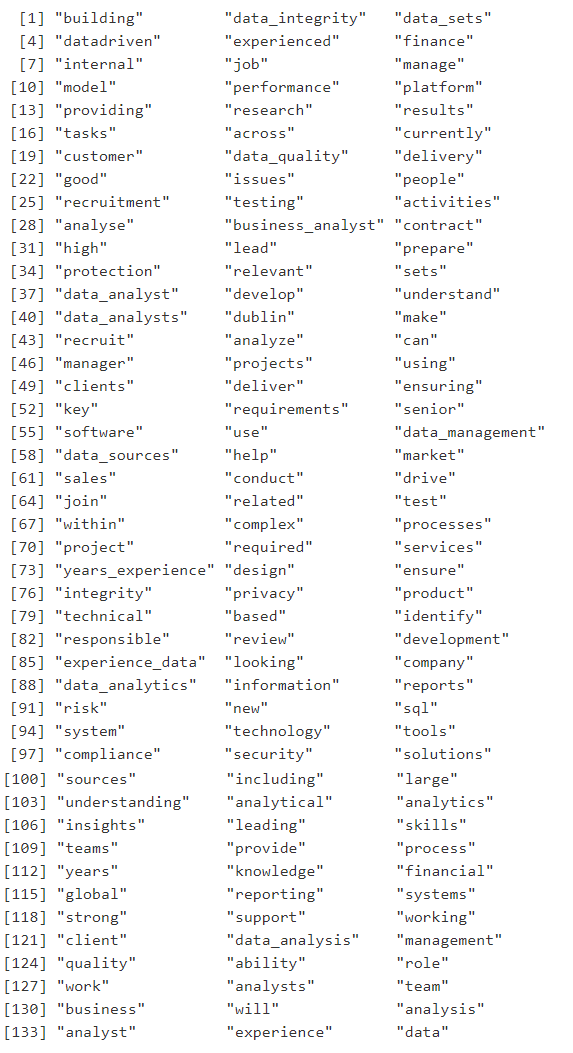 [1] "building" "data_integrity" "data_sets"
[4] "datadriven" "experienced" "finance"
[7] "internal" "job" "manage"
[10] "model" "performance" "platform"
[13] "providing" "research" "results"
[16] "tasks" "across" "currently"
[19] "customer" "data_quality" "delivery"
[22] "good" "issues" "people"
[25] "recruitment" "testing" "activities"
[28] "analyse" "business_analyst" "contract"
[31] "high" "lead" "prepare"
[34] "protection" "relevant" "sets"
[37] "data_analyst" "develop" "understand"
[40] "data_analysts" "dublin" "make"
[43] "recruit" "analyze" "can"
[46] "manager" "projects" "using"
[49] "clients" "deliver" "ensuring"
[52] "key" "requirements" "senior"
[55] "software" "use" "data_management"
[58] "data_sources" "help" "market"
[61] "sales" "conduct" "drive"
[64] "join" "related" "test"
[67] "within" "complex" "processes"
[70] "project" "required" "services"
[73] "years_experience" "design" "ensure"
[76] "integrity" "privacy" "product"
[79] "technical" "based" "identify"
[82] "responsible" "review" "development"
[85] "experience_data" "looking" "company"
[88] "data_analytics" "information" "reports"
[91] "risk" "new" "sql"
[94] "system" "technology" "tools"
[97] "compliance" "security" "solutions"
[100] "sources" "including" "large"
[103] "understanding" "analytical" "analytics"
[106] "insights" "leading" "skills"
[109] "teams" "provide" "process"
[112] "years" "knowledge" "financial"
[115] "global" "reporting" "systems"
[118] "strong" "support" "working"
[121] "client" "data_analysis" "management"
[124] "quality" "ability" "role"
[127] "work" "analysts" "team"
[130] "business" "will" "analysis"
[133] "analyst" "experience" "data"